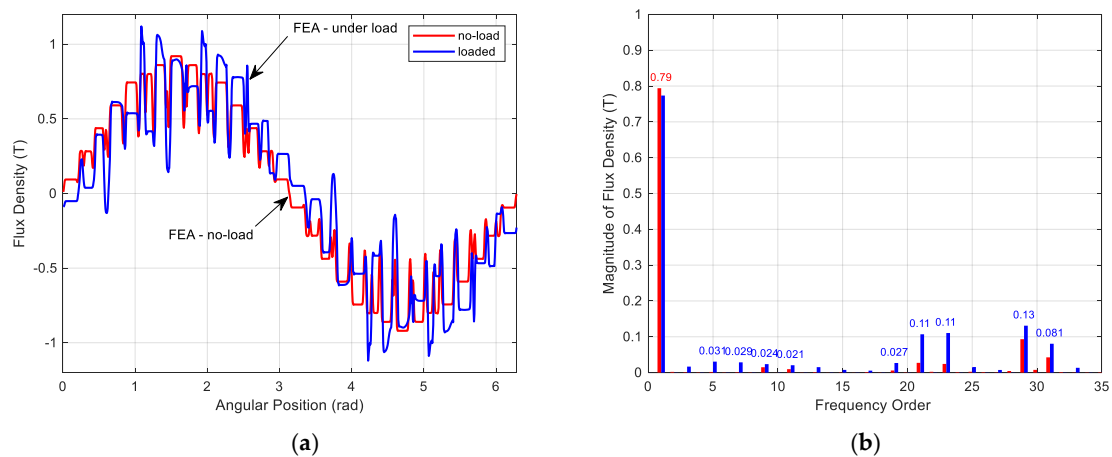 FEA - under load
no-load
loaded
FEA - no-load
1
0.5
0
-0.5
-1
Flux Density (T)
0 1 2 3 4 5 6
Angular Position (rad)
(a)
1
0.9
0.8
0.7
0.6
0.5
0.4
0.3
0.2
0.1
0
Magnitude of Flux Density (T)
0.79
0.031 0.029 0.024 0.021 0.027 0.11 0.11 0.13 0.081
0 5 10 15 20 25 30 35
Frequency Order
(b)